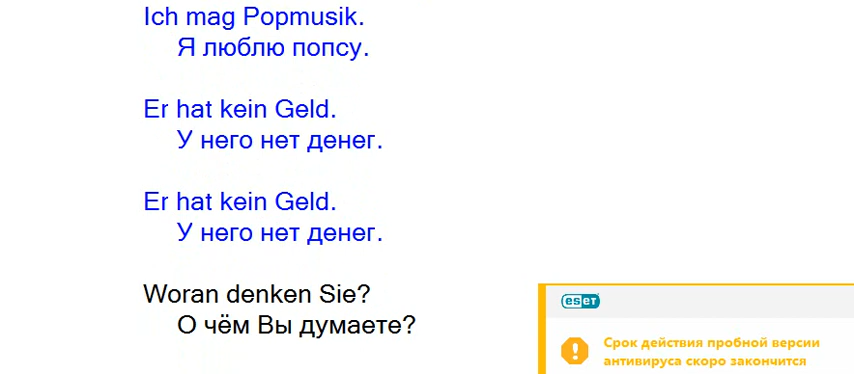 Ich mag Popmusik.
Я люблю попсу.
Er hat kein Geld.
У него нет денег.
Er hat kein Geld.
У него нет денег.
Woran denken Sie?
О чём Вы думаете?
eseт
Срок действия пробной версии
антивируса скоро закончится